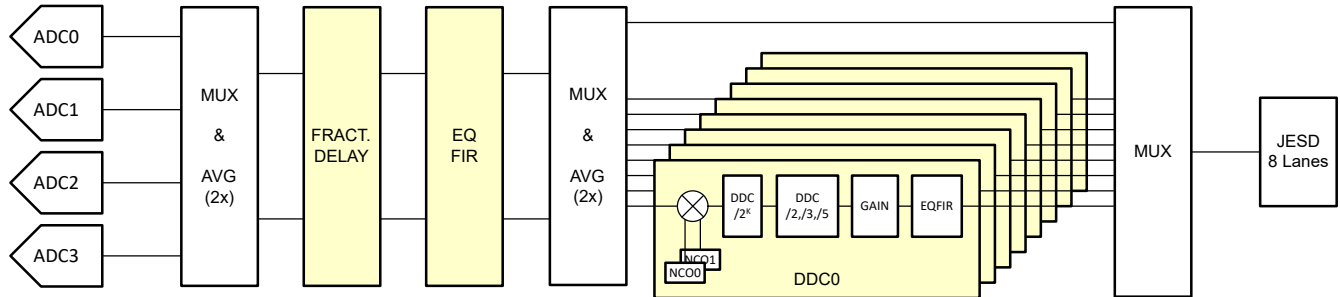 ADC0
ADC1
ADC2
ADC3
MUX
&
AVG
(2x)
FRACT.
DELAY
EQ
FIR
MUX
&
AVG
(2x)
DDC
/2ᴷ
DDC
/2,/3,/5
GAIN
EQFIR
NCO1
NCO0
DDC0
MUX
JESD
8 Lanes